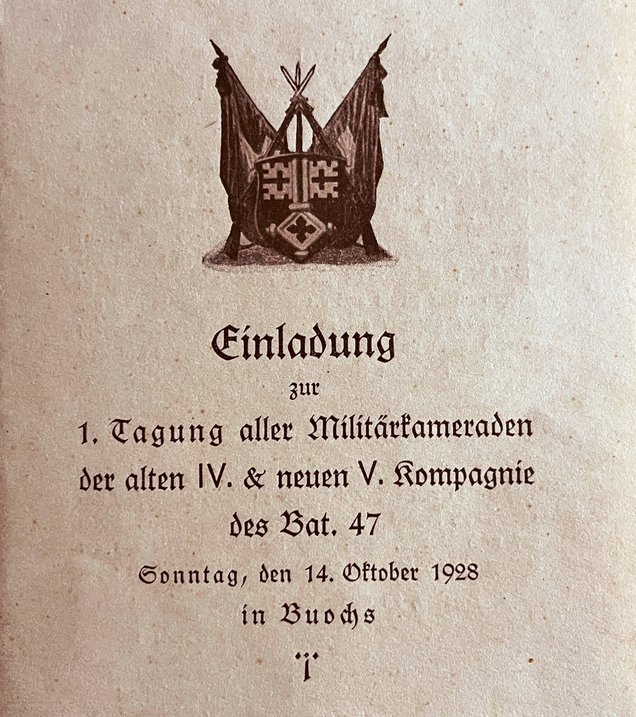 Einladung
zur
1. Tagung aller Militärkameraden
der alten IV. & neuen V. Kompagnie
des Bat. 47
Sonntag, den 14. Oktober 1928
in Buochs